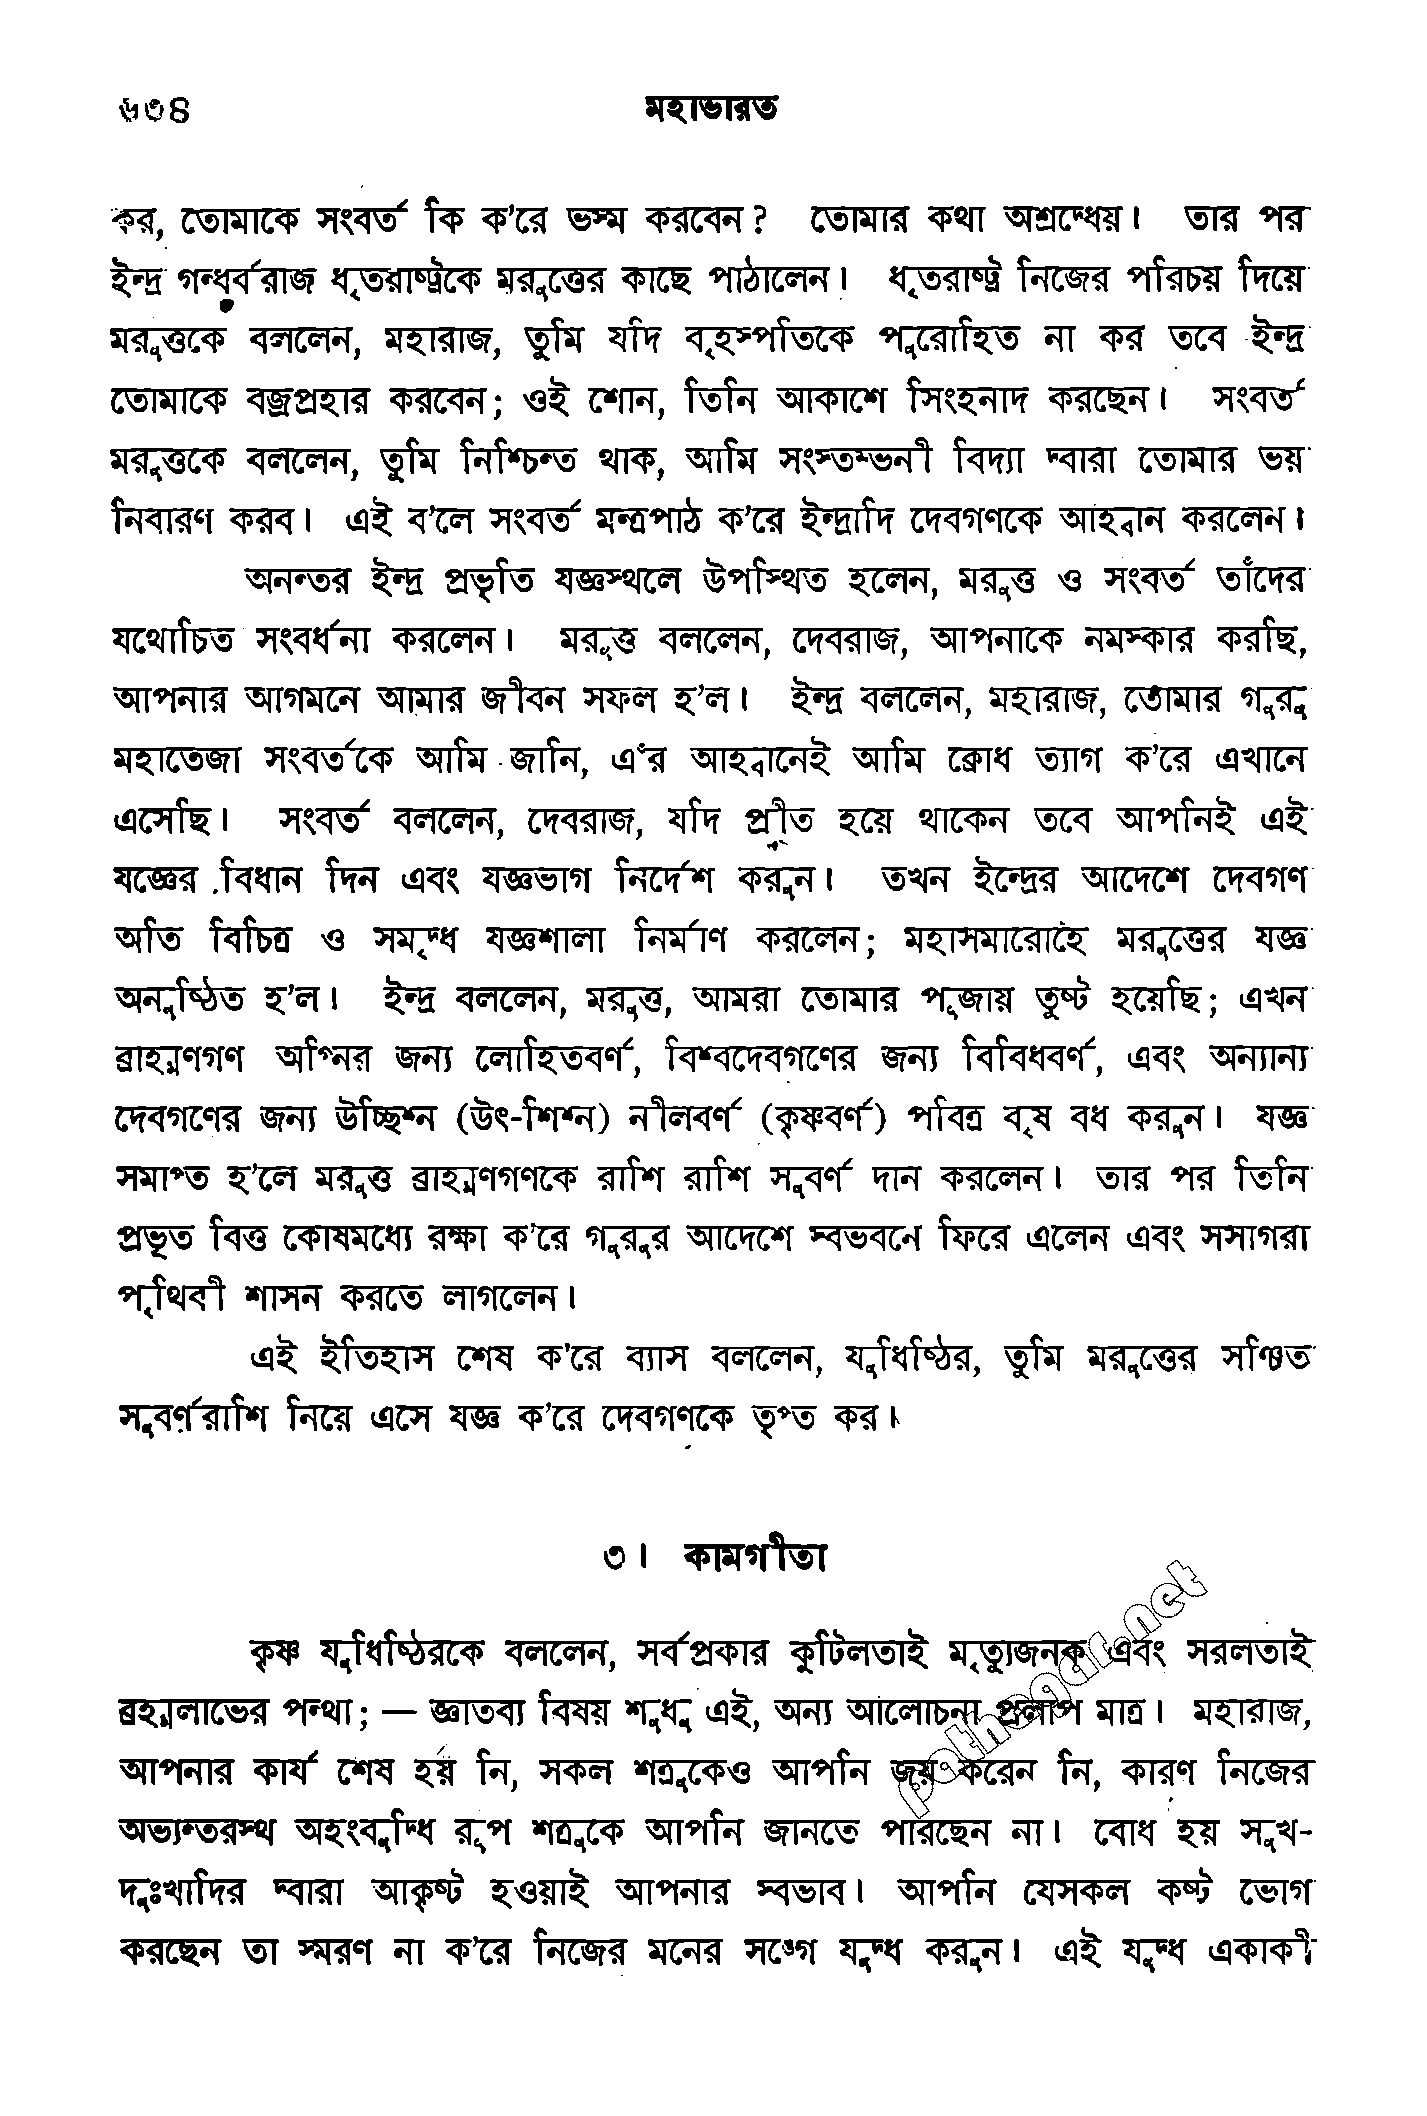 ৬৩৪ মহাভারত
কর, তোমাকে সংবর্ত কি ক'রে ভস্ম করবেন? তোমার কথা অশ্রদ্ধেয়। তার পর
ইন্দ্র গন্ধর্বরাজ ধৃতরাষ্ট্রকে মরুত্তের কাছে পাঠালেন। ধৃতরাষ্ট্র নিজের পরিচয় দিয়ে
মরুত্তকে বললেন, মহারাজ, তুমি যদি বৃহস্পতিকে পুরোহিত না কর তবে ইন্দ্র
তোমাকে বজ্রপ্রহার করবেন; ওই শোন, তিনি আকাশে সিংহনাদ করছেন। সংবর্ত
মরুত্তকে বললেন, তুমি নিশ্চিন্ত থাক, আমি সংস্তম্ভনী বিদ্যা দ্বারা তোমার ভয়
নিবারণ করব। এই ব'লে সংবর্ত মন্ত্রপাঠ ক'রে ইন্দ্রাদি দেবগণকে আহ্বান করলেন।
অনন্তর ইন্দ্র প্রভৃতি যজ্ঞস্থলে উপস্থিত হলেন, মরুত্ত ও সংবর্ত তাঁদের
যথোচিত সংবর্ধনা করলেন। মরুত্ত বললেন, দেবরাজ, আপনাকে নমস্কার করছি,
আপনার আগমনে আমার জীবন সফল হ'ল। ইন্দ্র বললেন, মহারাজ, তোমার গুরু
মহাতেজা সংবর্তকে আমি জানি, এঁর আহ্বানেই আমি ক্রোধ ত্যাগ ক'রে এখানে
এসেছি। সংবর্ত বললেন, দেবরাজ, যদি প্রীত হয়ে থাকেন তবে আপনিই এই
যজ্ঞের বিধান দিন এবং যজ্ঞভাগ নির্দেশ করুন। তখন ইন্দ্রের আদেশে দেবগণ
অতি বিচিত্র ও সমৃদ্ধ যজ্ঞশালা নির্মাণ করলেন; মহাসমারোহে মরুত্তের যজ্ঞ
অনুষ্ঠিত হ'ল। ইন্দ্র বললেন, মরুত্ত, আমরা তোমার পূজায় তুষ্ট হয়েছি; এখন
ব্রাহ্মণগণ অগ্নির জন্য লোহিতবর্ণ, বিশ্বদেবগণের জন্য বিবিধবর্ণ, এবং অন্যান্য
দেবগণের জন্য উচ্ছিশ্ন (উৎ-শিশ্ন) নীলবর্ণ (কৃষ্ণবর্ণ) পবিত্র বৃষ বধ করুন। যজ্ঞ
সমাপ্ত হ'লে মরুত্ত ব্রাহ্মণগণকে রাশি রাশি সুবর্ণ দান করলেন। তার পর তিনি
প্রভূত বিত্ত কোষমধ্যে রক্ষা ক'রে গুরুর আদেশে স্বভবনে ফিরে এলেন এবং সসাগরা
পৃথিবী শাসন করতে লাগলেন।
এই ইতিহাস শেষ ক'রে ব্যাস বললেন, যুধিষ্ঠির, তুমি মরুত্তের সঞ্চিত
সুবর্ণরাশি নিয়ে এসে যজ্ঞ ক'রে দেবগণকে তৃপ্ত কর।
৩। কামগীতা
কৃষ্ণ যুধিষ্ঠিরকে বললেন, সর্বপ্রকার কুটিলতাই মৃত্যুজনক এবং সরলতাই
ব্রহ্মলাভের পন্থা; — জ্ঞাতব্য বিষয় শুধু এই, অন্য আলোচনা প্রলাপ মাত্র। মহারাজ,
আপনার কার্য শেষ হয় নি, সকল শত্রুকেও আপনি জয় করেন নি, কারণ নিজের
অভ্যন্তরস্থ অহংবুদ্ধি রূপ শত্রুকে আপনি জানতে পারছেন না। বোধ হয় সুখ-
দুঃখাদির দ্বারা আকৃষ্ট হওয়াই আপনার স্বভাব। আপনি যেসকল কষ্ট ভোগ
করছেন তা স্মরণ না ক'রে নিজের মনের সঙ্গে যুদ্ধ করুন। এই যুদ্ধ একাকী
pathagar.net